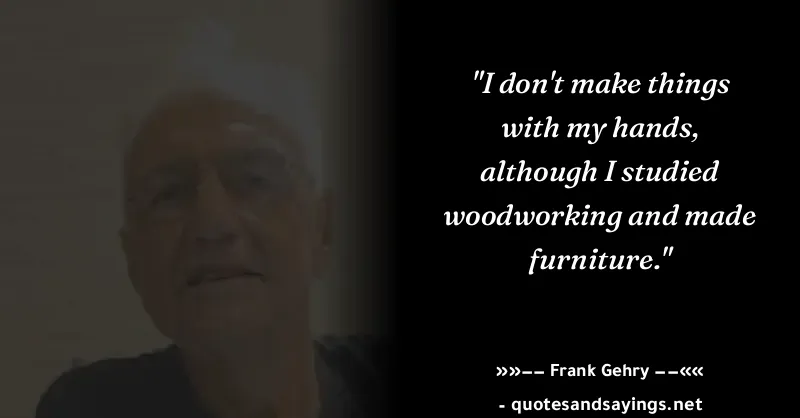 "I don't make things
with my hands,
although I studied
woodworking and made
furniture."
»»−− Frank Gehry −−««
- quotesandsayings.net